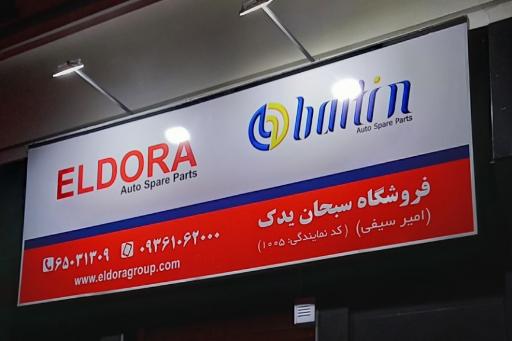 ELDORA
Auto Spare Parts
batin
Auto Spare Parts
فروشگاه سبحان یدک
(امیر سیفی) (کد نمایندگی: ۱۰۰۵)
۰۹۳۶۱۰۶۲۰۰۰
۶۵۰۳۱۳۰۹
www.eldoragroup.com